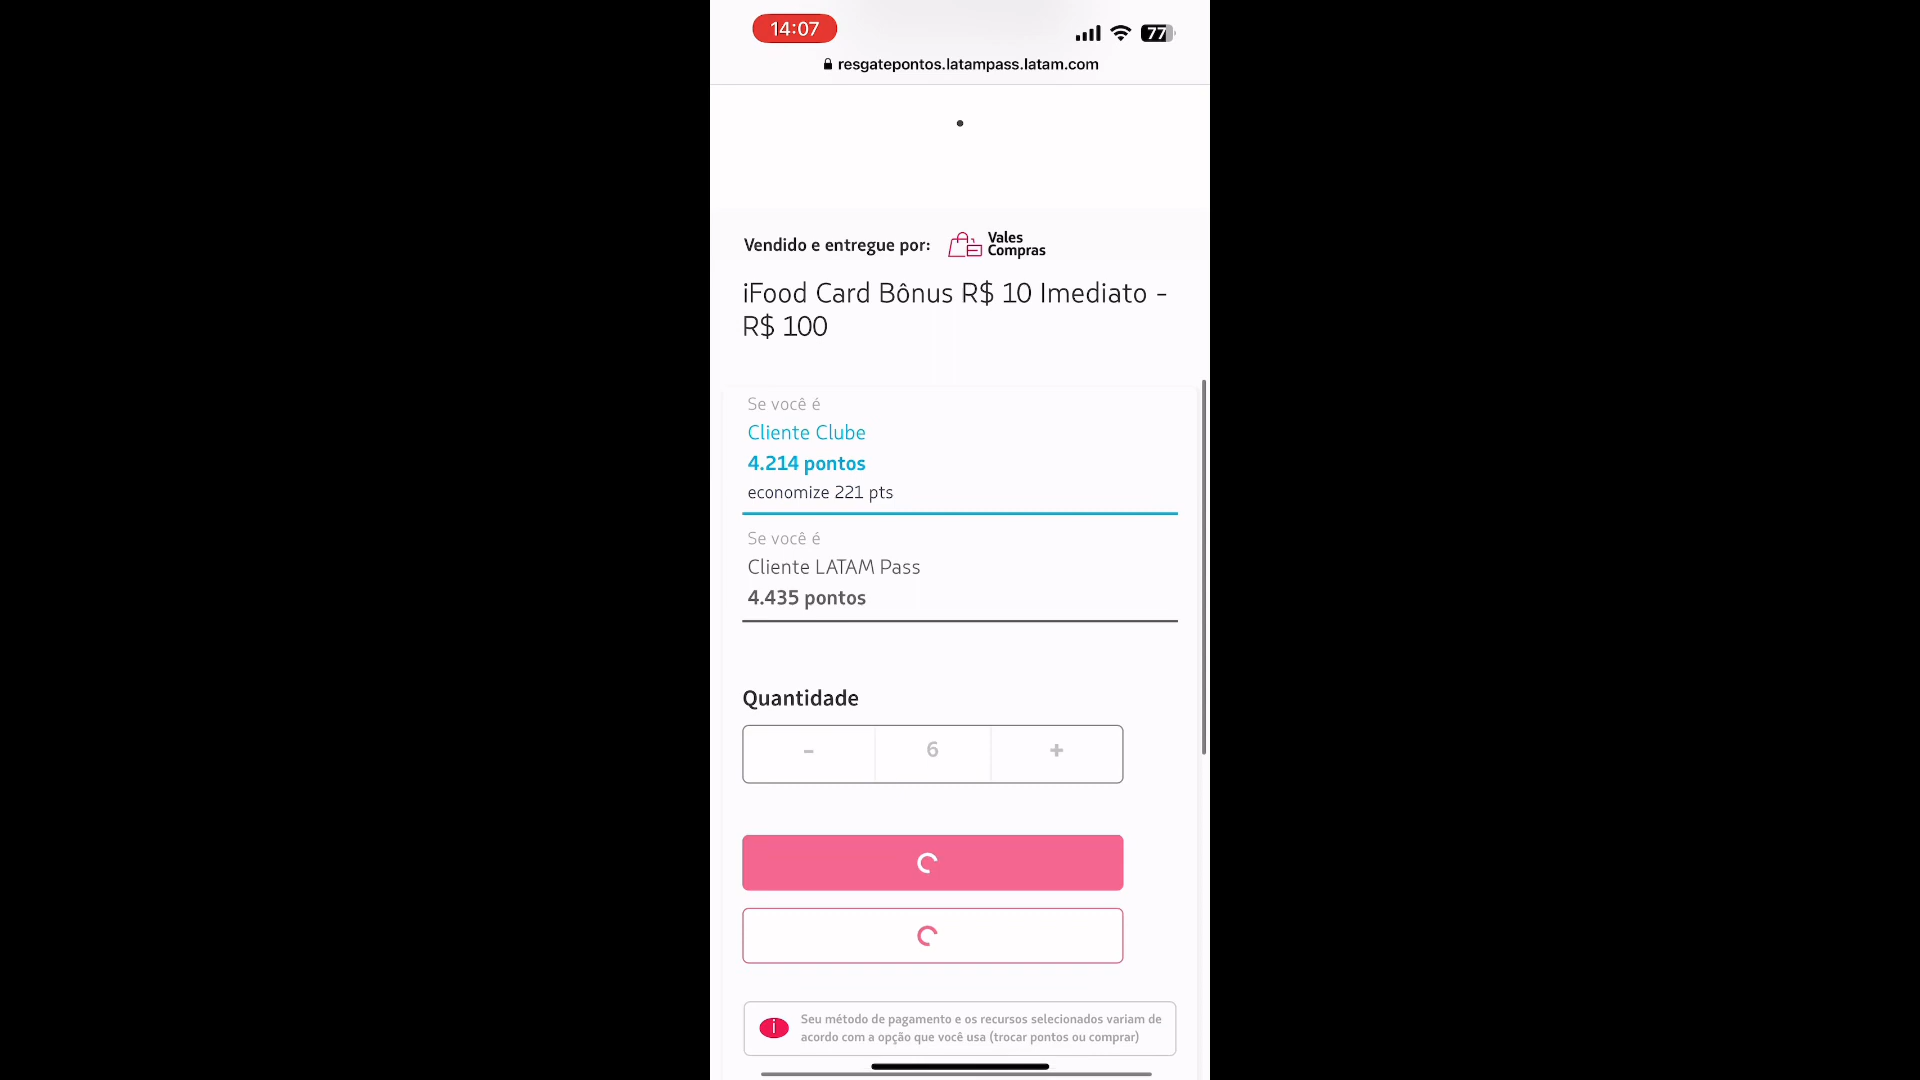 14:07
77
resgatepontos.latampass.latam.com
Vendido e entregue por:
Vales
Compras
iFood Card Bônus R$ 10 Imediato -
R$ 100
Se você é
Cliente Clube
4.214 pontos
economize 221 pts
Se você é
Cliente LATAM Pass
4.435 pontos
Quantidade
- 6 +
Seu método de pagamento e os recursos selecionados variam de
acordo com a opção que você usa (trocar pontos ou comprar)